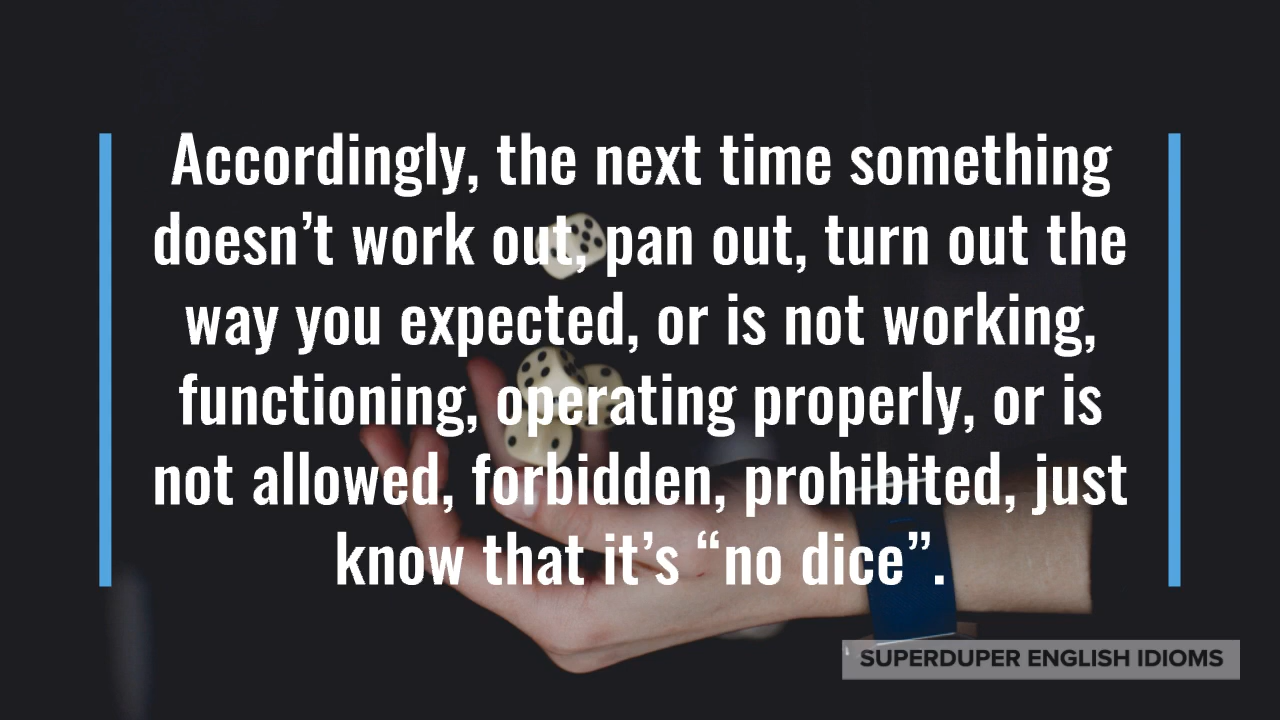 Accordingly, the next time something
doesn’t work out, pan out, turn out the
way you expected, or is not working,
functioning, operating properly, or is
not allowed, forbidden, prohibited, just
know that it’s “no dice”.
SUPERDUPER ENGLISH IDIOMS